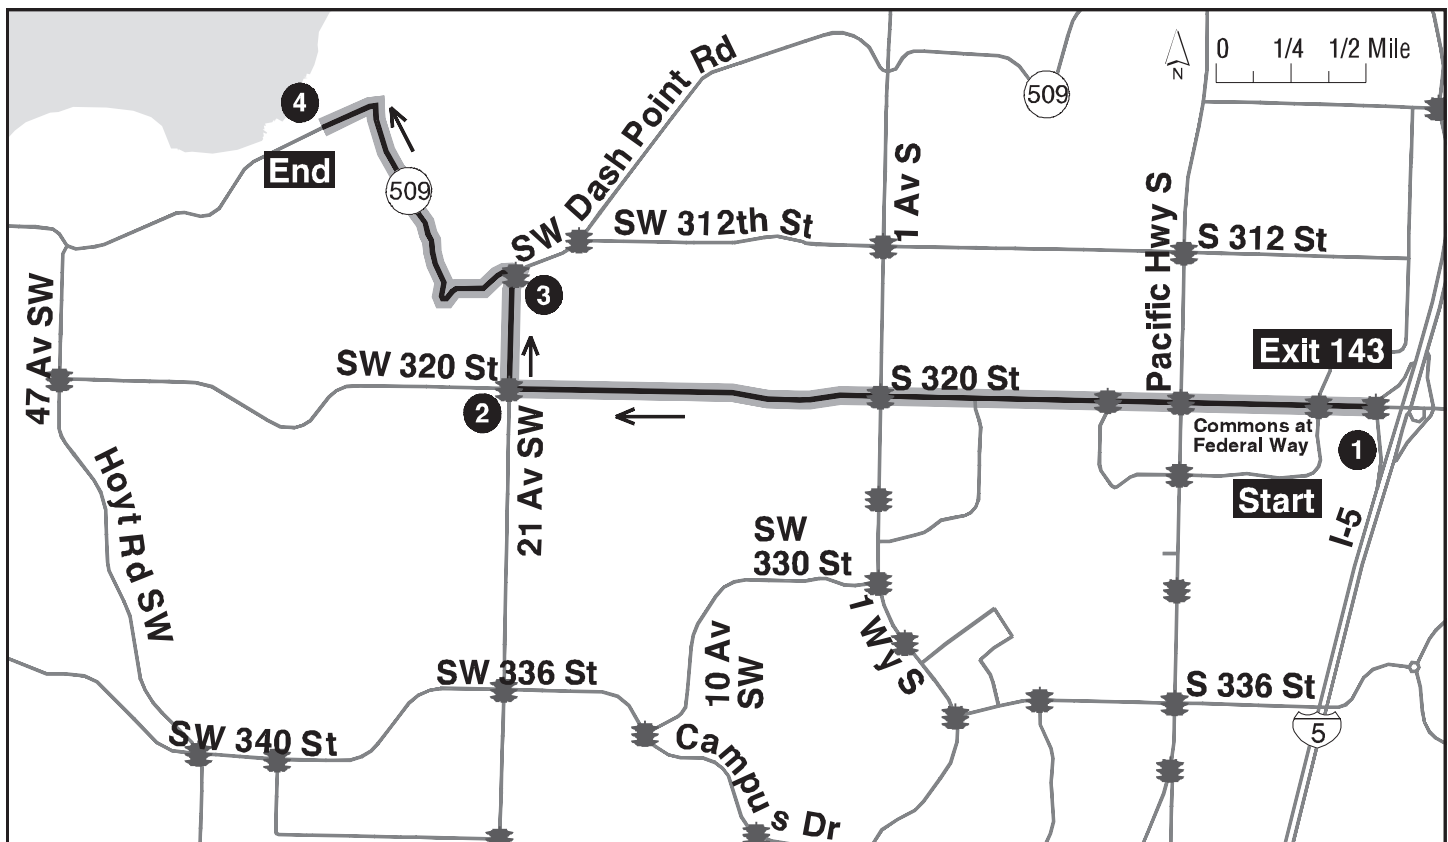 0 1/4 1/2 Mile
N
4
End
509
509
SW Dash Point Rd
SW 312th St
1 Av S
Pacific Hwy S
S 312 St
3
47 Av SW
SW 320 St
2
21 Av SW
S 320 St
Exit 143
Commons at
Federal Way
1
Start
I-5
Hoyt Rd SW
SW
330 St
1 Wy S
10 Av
SW
SW 336 St
S 336 St
5
SW 340 St
Campus Dr